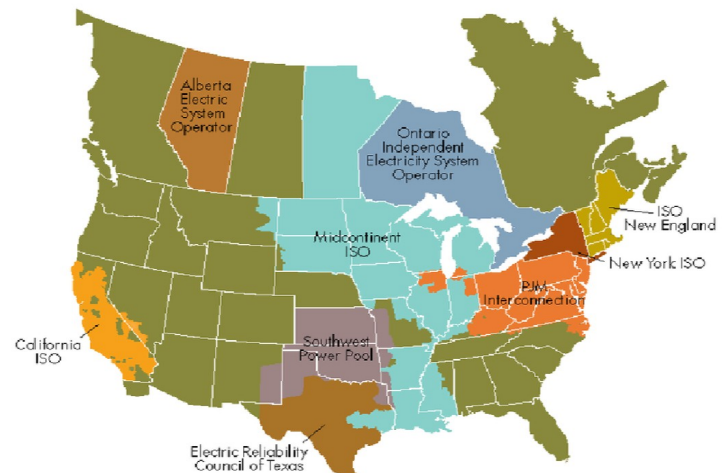 Alberta
Electric
System
Operator
Ontario
Independent
Electricity System
Operator
ISO
New England
Midcontinent
ISO
New York ISO
PJM
Interconnection
California
ISO
Southwest
Power Pool
Electric Reliability
Council of Texas